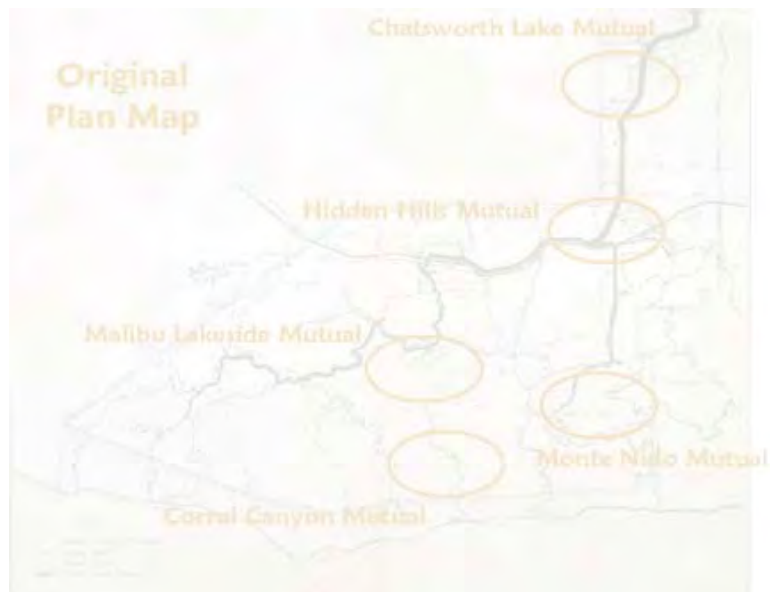 Chatsworth Lake Mutual
Original
Plan Map
Hidden Hills Mutual
Malibu Lakeside Mutual
Monte Nido Mutual
Corral Canyon Mutual